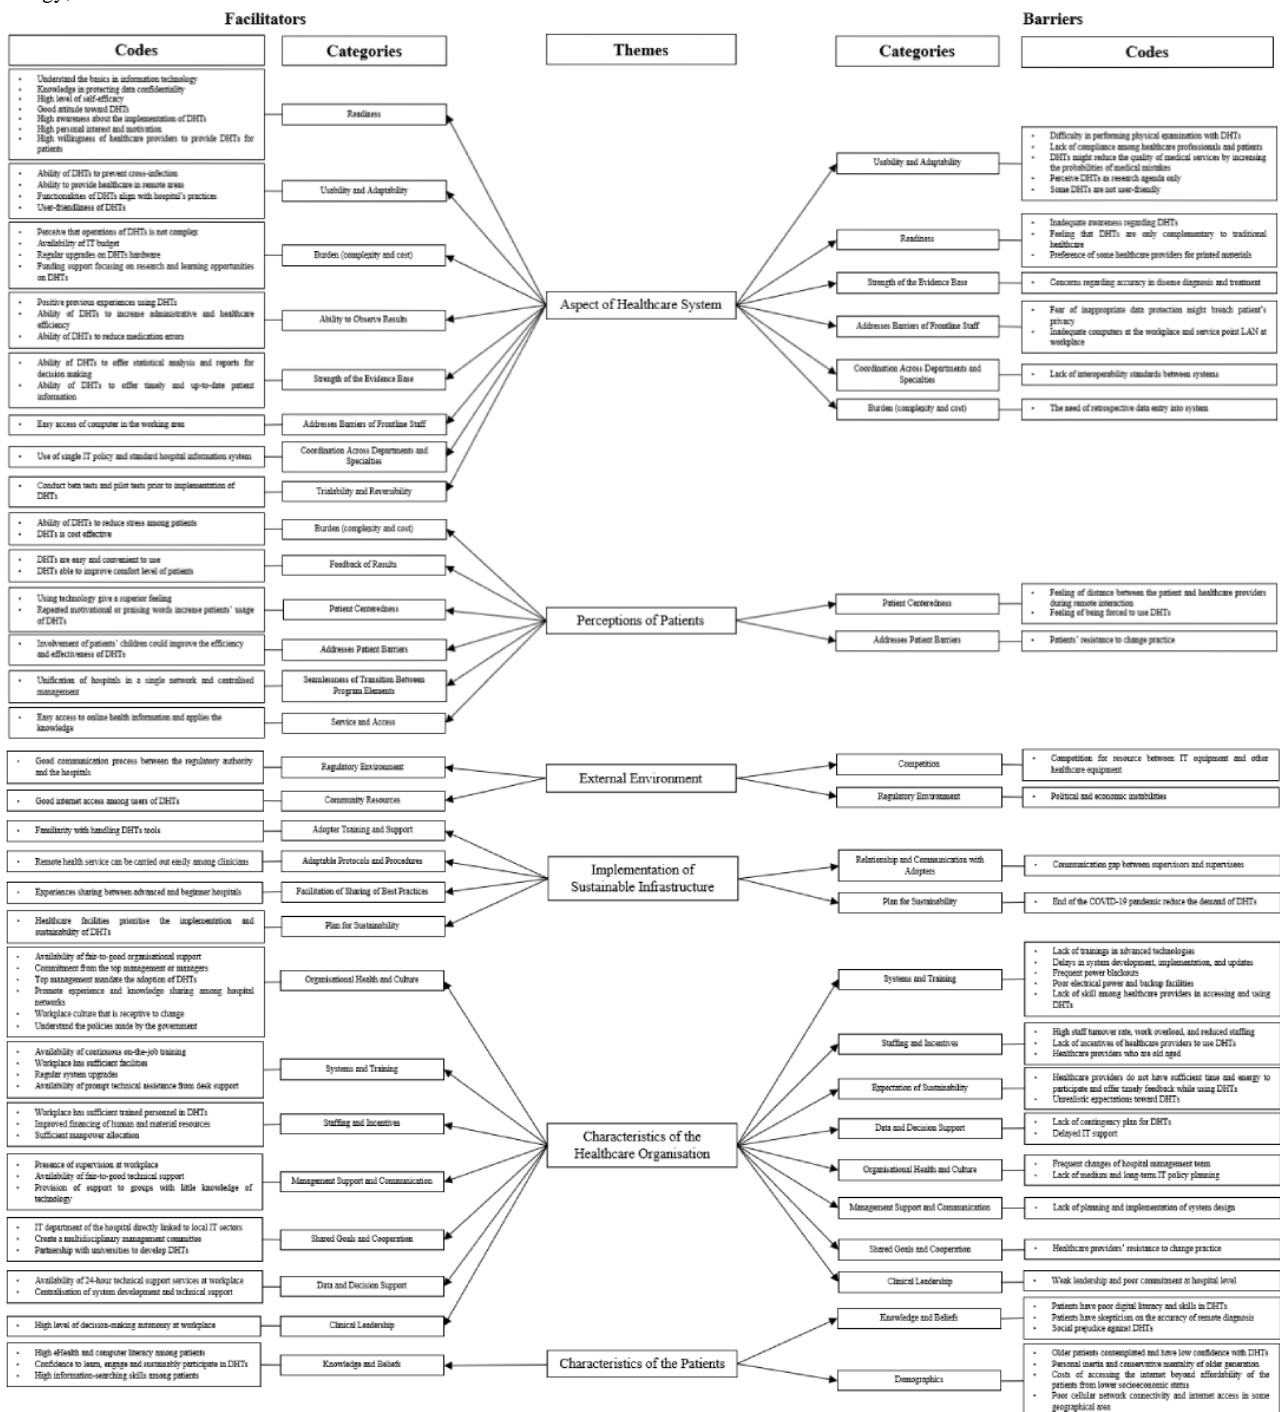 Facilitators
Barriers
Codes
Categories
Themes
Categories
Codes
• Understand the basics in information technology
• Knowledge in protecting data confidentiality
• High level of self-efficacy
• Good attitude toward DHTs
• High awareness about the implementation of DHTs
• High personal interest and motivation
• High willingness of healthcare providers to provide DHTs for
patients
Readiness
• Ability of DHTs to prevent cross-infection
• Ability to provide healthcare in remote areas
• Functionalities of DHTs align with hospital's practices
• User-friendliness of DHTs
Usability and Adaptability
• Perceive that operations of DHTs is not complex
• Availability of IT budget
• Regular upgrades on DHTs hardware
• Funding support focusing on research and learning opportunities
on DHTs
Burden (complexity and cost)
• Positive previous experiences using DHTs
• Ability of DHTs to increase administrative and healthcare
efficiency
• Ability of DHTs to reduce medication errors
Ability to Observe Results
• Ability of DHTs to offer statistical analysis and reports for
decision making
• Ability of DHTs to offer timely and up-to-date patient
information
Strength of the Evidence Base
• Easy access of computer in the working area
Addresses Barriers of Frontline Staff
• Use of single IT policy and standard hospital information system
Coordination Across Departments and
Specialties
• Conduct beta tests and pilot tests prior to implementation of
DHTs
Trialability and Reversibility
Aspect of Healthcare System
Usability and Adaptability
• Difficulty in performing physical examination with DHTs
• Lack of compliance among healthcare professionals and patients
• DHTs might reduce the quality of medical services by increasing
the probabilities of medical mistakes
• Perceive DHTs as research agenda only
• Some DHTs are not user-friendly
Readiness
• Inadequate awareness regarding DHTs
• Feeling that DHTs are only complementary to traditional
healthcare
• Preference of some healthcare providers for printed materials
Strength of the Evidence Base
• Concerns regarding accuracy in disease diagnosis and treatment
Addresses Barriers of Frontline Staff
• Fear of inappropriate data protection might breach patient's
privacy
• Inadequate computers at the workplace and service point LAN at
workplace
Coordination Across Departments and
Specialties
• Lack of interoperability standards between systems
Burden (complexity and cost)
• The need of retrospective data entry into system
• Ability of DHTs to reduce stress among patients
• DHTs is cost effective
Burden (complexity and cost)
• DHTs are easy and convenient to use
• DHTs able to improve comfort level of patients
Feedback of Results
• Using technology give a superior feeling
• Repeated motivational or praising words increase patients' usage
of DHTs
Patient Centeredness
• Involvement of patients' children could improve the efficiency
and effectiveness of DHTs
Addresses Patient Barriers
• Unification of hospitals in a single network and centralised
management
Seamlessness of Transition Between
Program Elements
• Easy access to online health information and applies the
knowledge
Service and Access
Perceptions of Patients
Patient Centeredness
• Feeling of distance between the patient and healthcare providers
during remote interaction
• Feeling of being forced to use DHTs
Addresses Patient Barriers
• Patients' resistance to change practice
• Good communication process between the regulatory authority
and the hospitals
Regulatory Environment
• Good internet access among users of DHTs
Community Resources
External Environment
Competition
• Competition for resource between IT equipment and other
healthcare equipment
Regulatory Environment
• Political and economic instabilities
• Familiarity with handling DHTs tools
Adopter Training and Support
• Remote health service can be carried out easily among clinicians
Adaptable Protocols and Procedures
• Experiences sharing between advanced and beginner hospitals
Facilitation of Sharing of Best Practices
• Healthcare facilities prioritise the implementation and
sustainability of DHTs
Plan for Sustainability
Implementation of
Sustainable Infrastructure
Relationship and Communication with
Adopters
• Communication gap between supervisors and supervisees
Plan for Sustainability
• End of the COVID-19 pandemic reduce the demand of DHTs
• Availability of fair-to-good organisational support
• Commitment from the top management or managers
• Top management mandate the adoption of DHTs
• Promote experience and knowledge sharing among hospital
networks
• Workplace culture that is receptive to change
• Understand the policies made by the government
Organisational Health and Culture
• Availability of continuous on-the-job training
• Workplace has sufficient facilities
• Regular system upgrades
• Availability of prompt technical assistance from desk support
Systems and Training
• Workplace has sufficient trained personnel in DHTs
• Improved financing of human and material resources
• Sufficient manpower allocation
Staffing and Incentives
• Presence of supervision at workplace
• Availability of fair-to-good technical support
• Provision of support to groups with little knowledge of
technology
Management Support and Communication
• IT department of the hospital directly linked to local IT sectors
• Create a multidisciplinary management committee
• Partnership with universities to develop DHTs
Shared Goals and Cooperation
• Availability of 24-hour technical support services at workplace
• Centralisation of system development and technical support
Data and Decision Support
• High level of decision-making autonomy at workplace
Clinical Leadership
Characteristics of the
Healthcare Organisation
Systems and Training
• Lack of trainings in advanced technologies
• Delays in system development, implementation, and updates
• Frequent power blackouts
• Poor electrical power and backup facilities
• Lack of skill among healthcare providers in accessing and using
DHTs
Staffing and Incentives
• High staff turnover rate, work overload, and reduced staffing
• Lack of incentives of healthcare providers to use DHTs
• Healthcare providers who are old aged
Expectation of Sustainability
• Healthcare providers do not have sufficient time and energy to
participate and offer timely feedback while using DHTs
• Unrealistic expectations toward DHTs
Data and Decision Support
• Lack of contingency plan for DHTs
• Delayed IT support
Organisational Health and Culture
• Frequent changes of hospital management team
• Lack of medium and long-term IT policy planning
Management Support and Communication
• Lack of planning and implementation of system design
Shared Goals and Cooperation
• Healthcare providers' resistance to change practice
Clinical Leadership
• Weak leadership and poor commitment at hospital level
• High eHealth and computer literacy among patients
• Confidence to learn, engage and sustainably participate in DHTs
• High information-searching skills among patients
Knowledge and Beliefs
Characteristics of the Patients
Knowledge and Beliefs
• Patients have poor digital literacy and skills in DHTs
• Patients have skepticism on the accuracy of remote diagnosis
• Social prejudice against DHTs
Demographics
• Older patients contemplated and have low confidence with DHTs
• Personal inertia and conservative mentality of older generation
• Costs of accessing the internet beyond affordability of the
patients from lower socioeconomic status
• Poor cellular network connectivity and internet access in some
geographical area